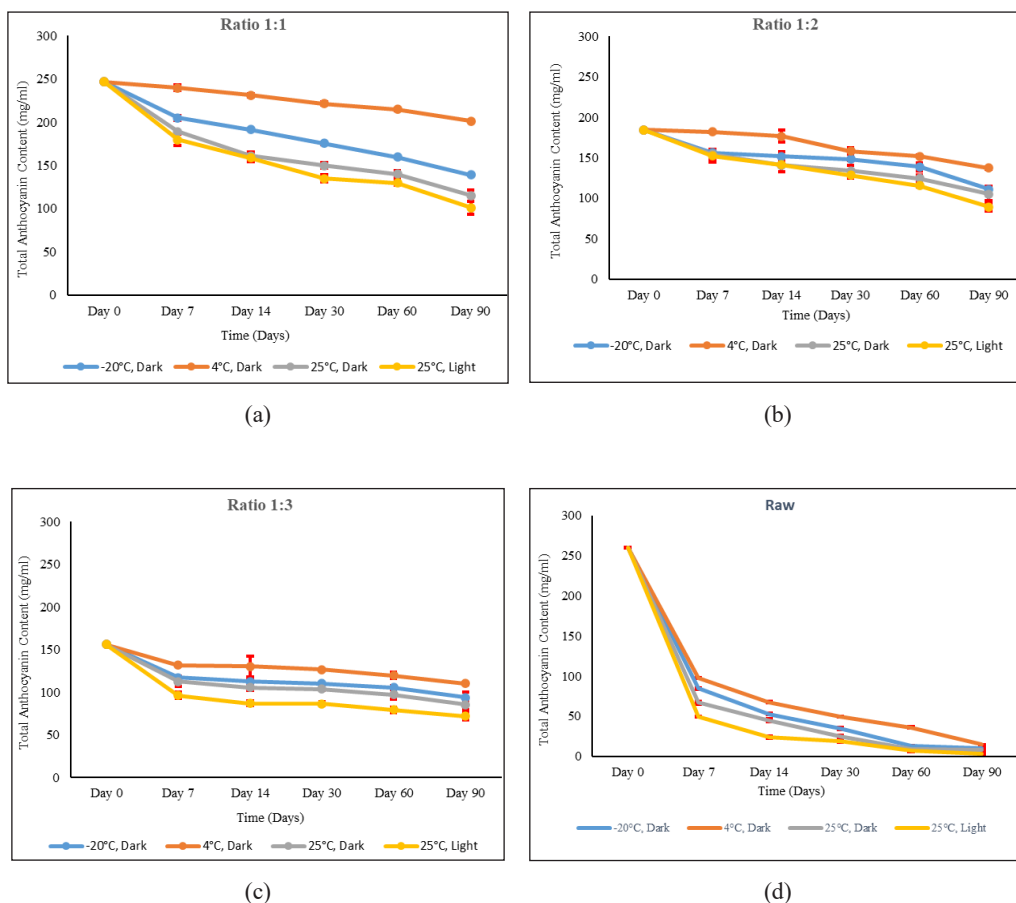 (a)
Ratio 1:1
300
250
200
150
100
50
0
Total Anthocyanin Content (mg/ml)
Day 0 Day 7 Day 14 Day 30 Day 60 Day 90
Time (Days)
-20°C, Dark 4°C, Dark 25°C, Dark 25°C, Light
(a)
(b)
Ratio 1:2
300
250
200
150
100
50
0
Total Anthocyanin Content (mg/ml)
Day 0 Day 7 Day 14 Day 30 Day 60 Day 90
Time (Days)
-20°C, Dark 4°C, Dark 25°C, Dark 25°C, Light
(b)
(c)
Ratio 1:3
300
250
200
150
100
50
0
Total Anthocyanin Content (mg/ml)
Day 0 Day 7 Day 14 Day 30 Day 60 Day 90
Time (Days)
-20°C, Dark 4°C, Dark 25°C, Dark 25°C, Light
(c)
(d)
Raw
300
250
200
150
100
50
0
Total Anthocyanin Content (mg/ml)
Day 0 Day 7 Day 14 Day 30 Day 60 Day 90
Time (Days)
-20°C, Dark 4°C, Dark 25°C, Dark 25°C, Light
(d)